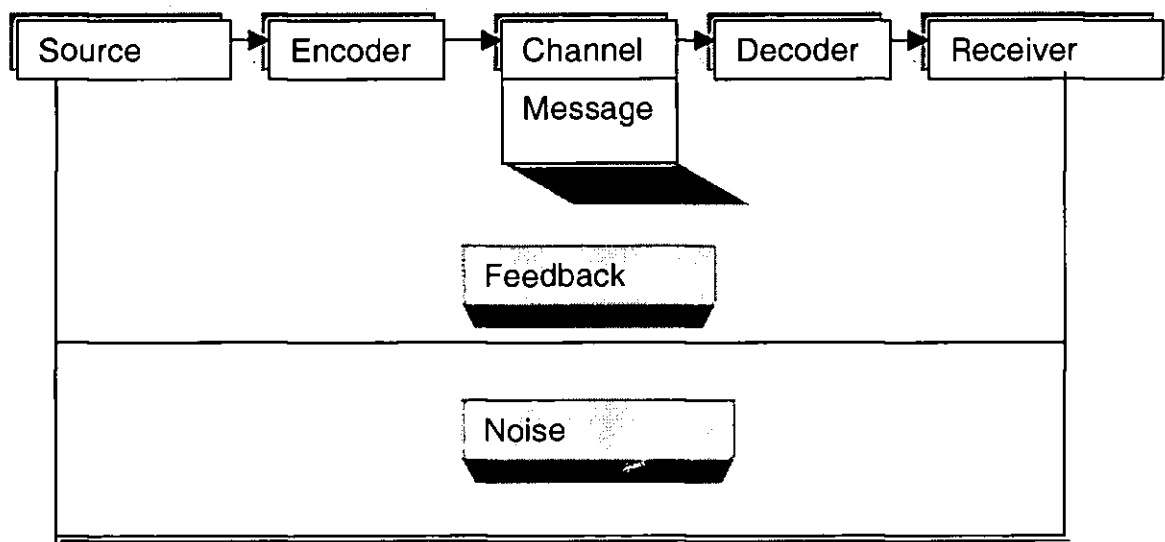 Source
Encoder
Channel
Decoder
Receiver
Message
Feedback
Noise